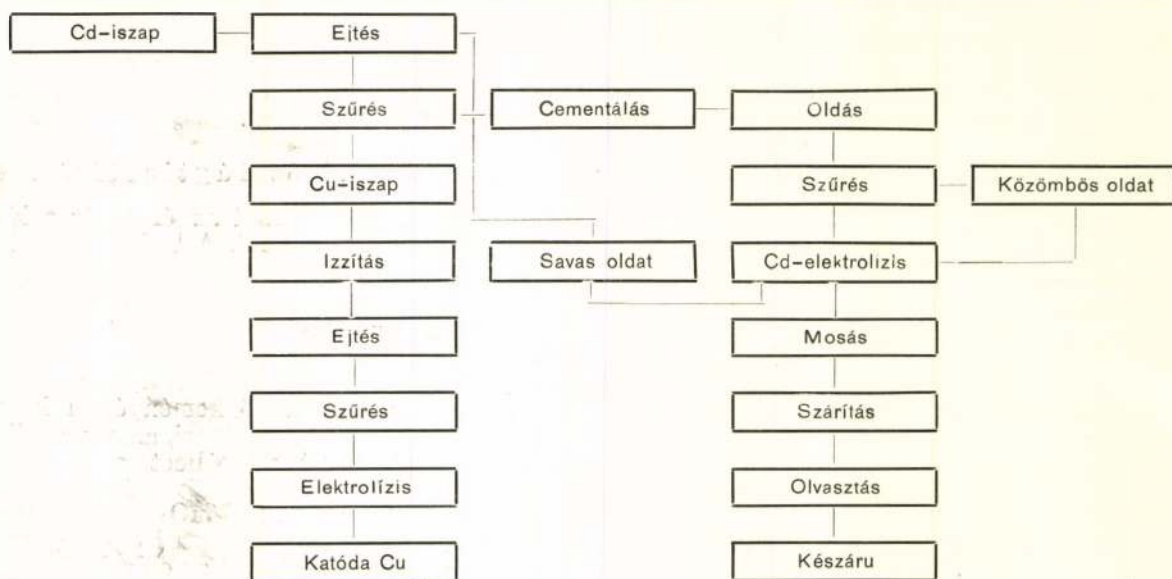 Cd-iszap
Ejtés
Szűrés
Cementálás
Oldás
Cu-iszap
Szűrés
Közömbös oldat
Izzítás
Savas oldat
Cd-elektrolizis
Ejtés
Mosás
Szűrés
Szárítás
Elektrolízis
Olvasztás
Katóda Cu
Készáru